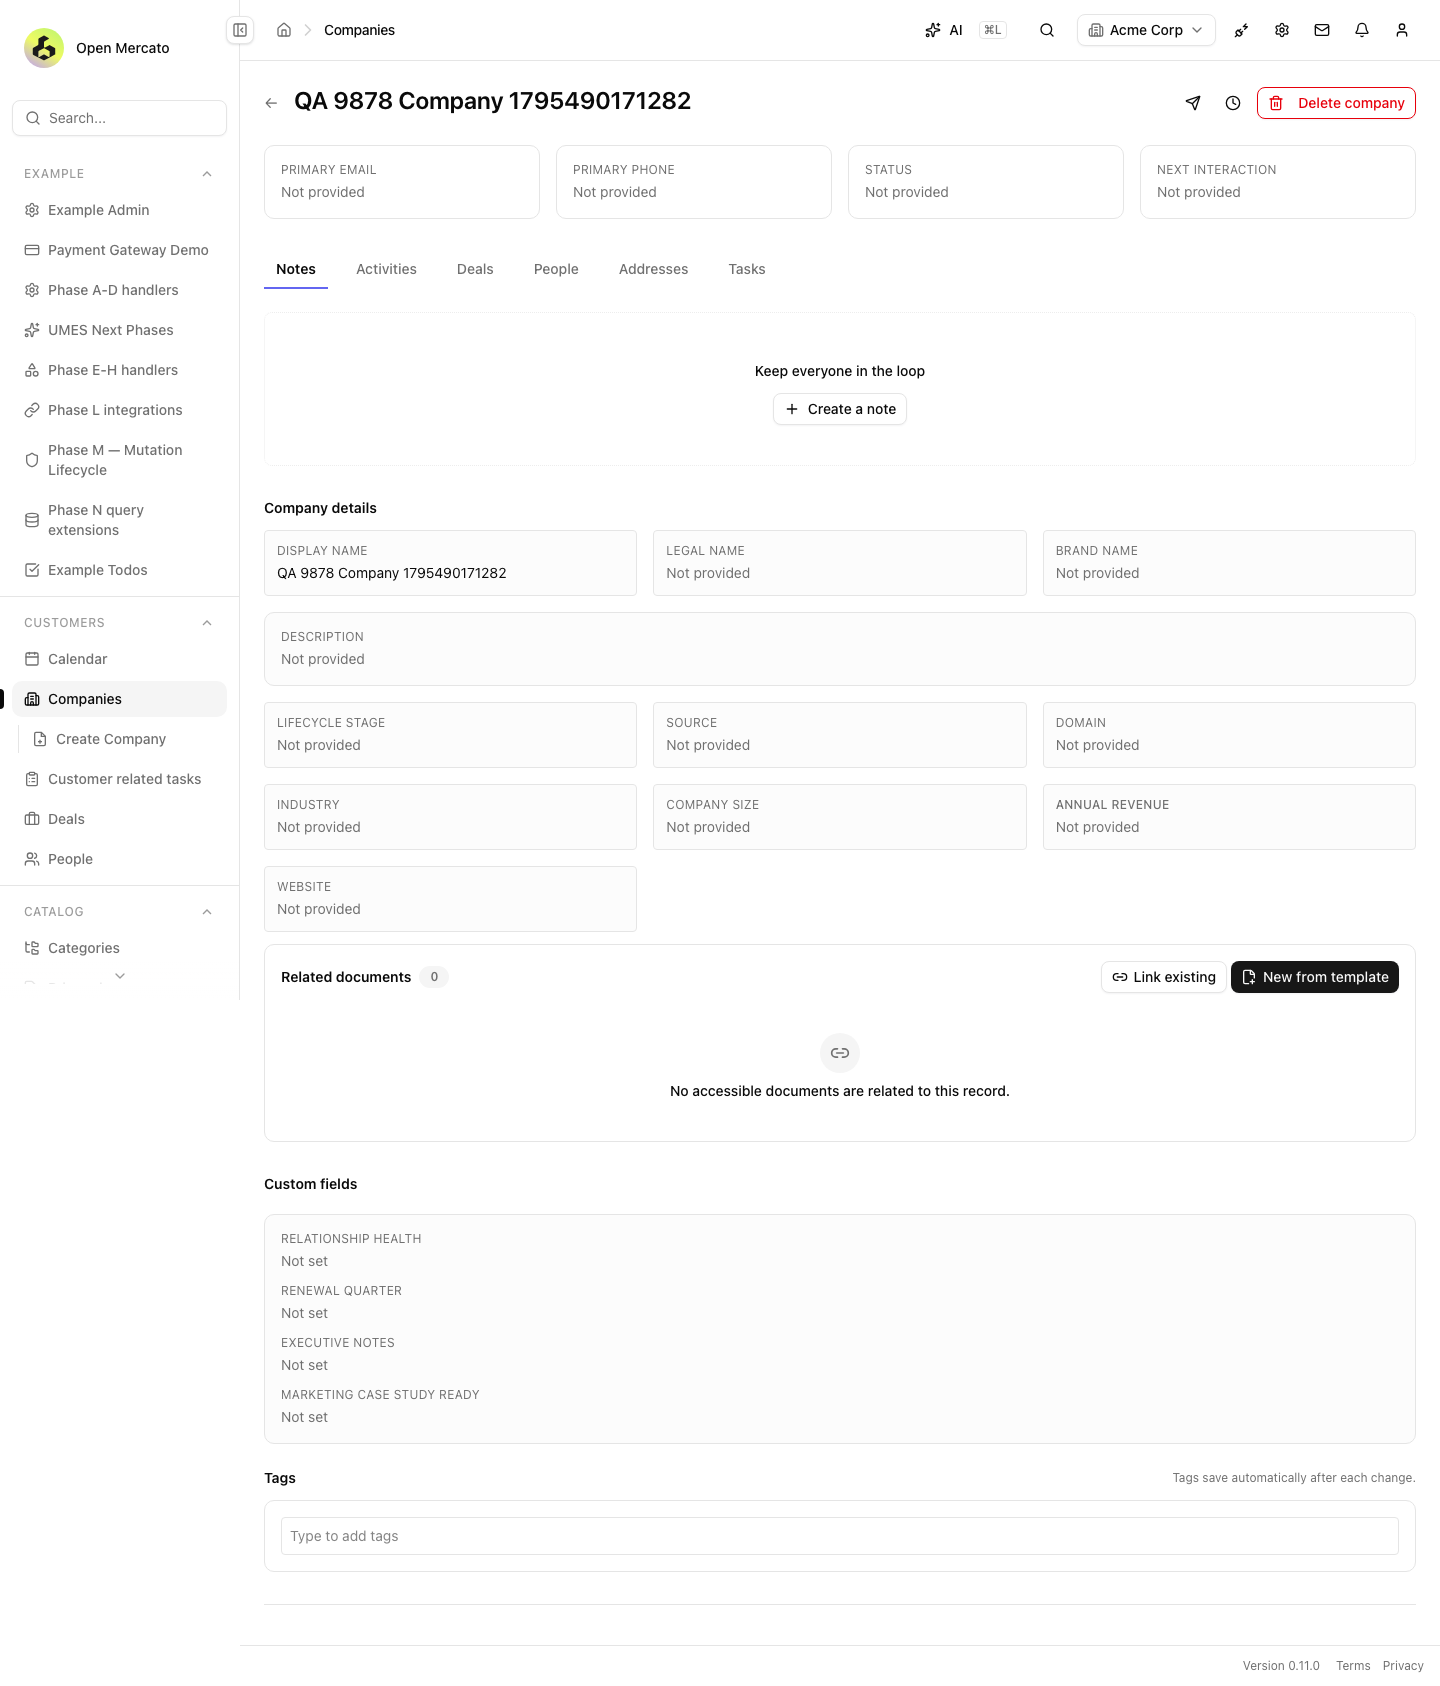 Open Mercato
Companies
AI
⌘L
Acme Corp
Search...
EXAMPLE
Example Admin
Payment Gateway Demo
Phase A-D handlers
UMES Next Phases
Phase E-H handlers
Phase L integrations
Phase M — Mutation
Lifecycle
Phase N query
extensions
Example Todos
CUSTOMERS
Calendar
Companies
Create Company
Customer related tasks
Deals
People
CATALOG
Categories
QA 9878 Company 1795490171282
Delete company
PRIMARY EMAIL
Not provided
PRIMARY PHONE
Not provided
STATUS
Not provided
NEXT INTERACTION
Not provided
Notes
Activities
Deals
People
Addresses
Tasks
Keep everyone in the loop
Create a note
Company details
DISPLAY NAME
QA 9878 Company 1795490171282
LEGAL NAME
Not provided
BRAND NAME
Not provided
DESCRIPTION
Not provided
LIFECYCLE STAGE
Not provided
SOURCE
Not provided
DOMAIN
Not provided
INDUSTRY
Not provided
COMPANY SIZE
Not provided
ANNUAL REVENUE
Not provided
WEBSITE
Not provided
Related documents 0
Link existing
New from template
No accessible documents are related to this record.
Custom fields
RELATIONSHIP HEALTH
Not set
RENEWAL QUARTER
Not set
EXECUTIVE NOTES
Not set
MARKETING CASE STUDY READY
Not set
Tags
Tags save automatically after each change.
Type to add tags
Version 0.11.0
Terms
Privacy